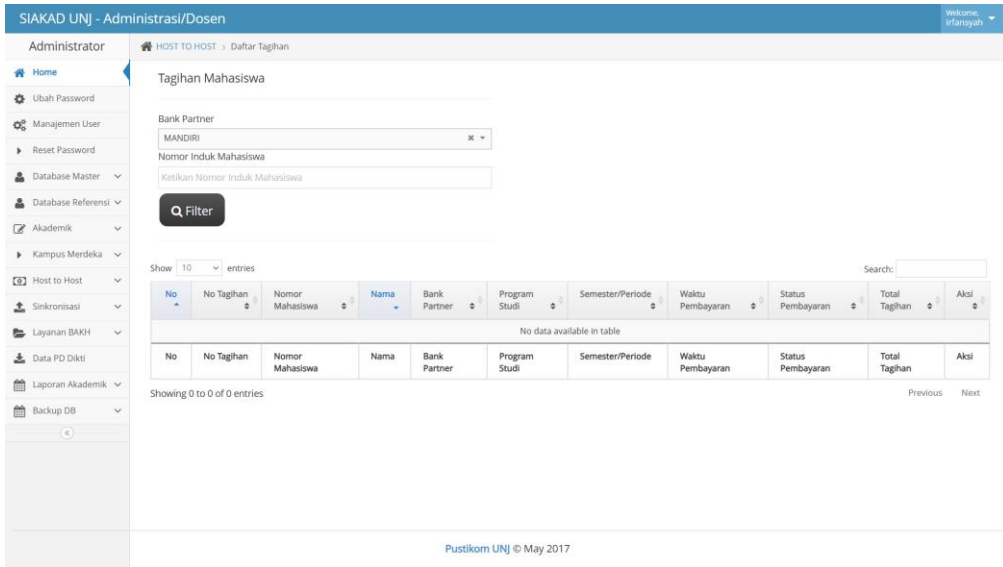 SIAKAD UNJ - Administrasi/Dosen
Welcome,
Irfansyah
Administrator
HOST TO HOST > Daftar Tagihan
Home
Ubah Password
Manajemen User
Reset Password
Database Master
Database Referensi
Akademik
Kampus Merdeka
Host to Host
Sinkronisasi
Layanan BAKH
Data PD Dikti
Laporan Akademik
Backup DB
Tagihan Mahasiswa
Bank Partner
MANDIRI
Nomor Induk Mahasiswa
Ketikan Nomor Induk Mahasiswa
Filter
Show 10 entries
Search:
No No Tagihan Nomor Mahasiswa Nama Bank Partner Program Studi Semester/Periode Waktu Pembayaran Status Pembayaran Total Tagihan Aksi
No data available in table
No No Tagihan Nomor Mahasiswa Nama Bank Partner Program Studi Semester/Periode Waktu Pembayaran Status Pembayaran Total Tagihan Aksi
Showing 0 to 0 of 0 entries
Previous Next
Pustikom UNJ © May 2017